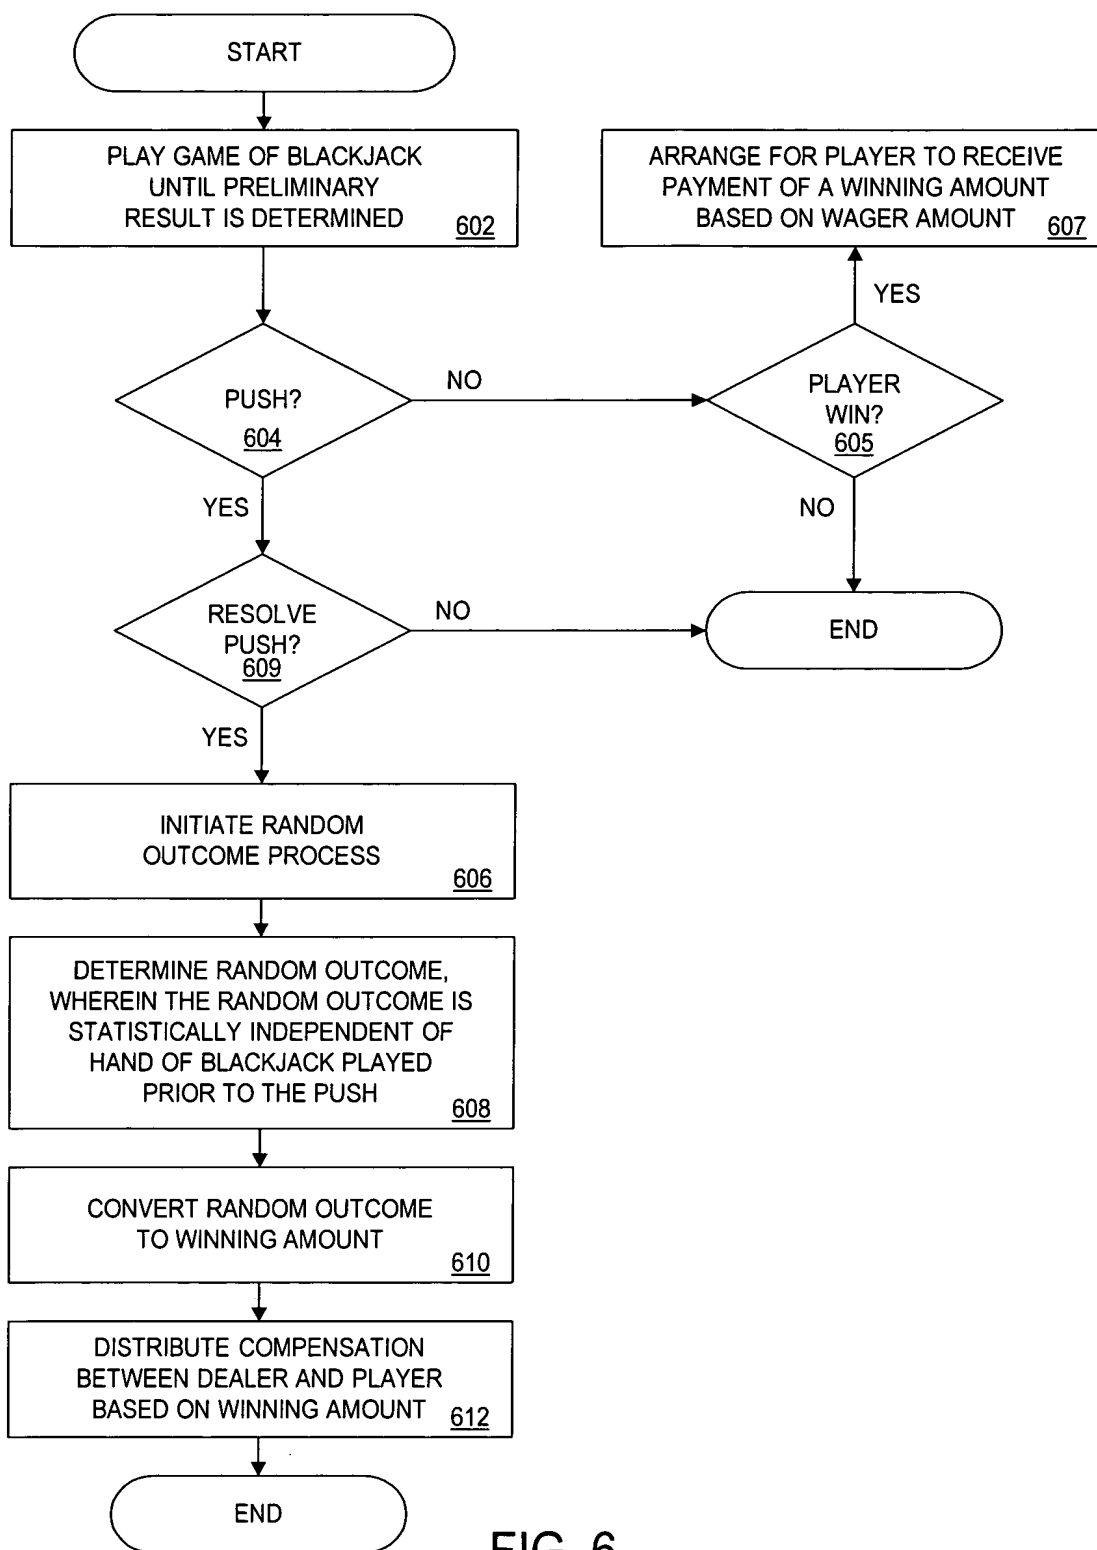 START
PLAY GAME OF BLACKJACK
UNTIL PRELIMINARY
RESULT IS DETERMINED
602
ARRANGE FOR PLAYER TO RECEIVE
PAYMENT OF A WINNING AMOUNT
BASED ON WAGER AMOUNT
607
YES
PUSH?
604
NO
PLAYER
WIN?
605
YES
NO
RESOLVE
PUSH?
609
NO
END
YES
INITIATE RANDOM
OUTCOME PROCESS
606
DETERMINE RANDOM OUTCOME,
WHEREIN THE RANDOM OUTCOME IS
STATISTICALLY INDEPENDENT OF
HAND OF BLACKJACK PLAYED
PRIOR TO THE PUSH
608
CONVERT RANDOM OUTCOME
TO WINNING AMOUNT
610
DISTRIBUTE COMPENSATION
BETWEEN DEALER AND PLAYER
BASED ON WINNING AMOUNT
612
END
FIG. 6